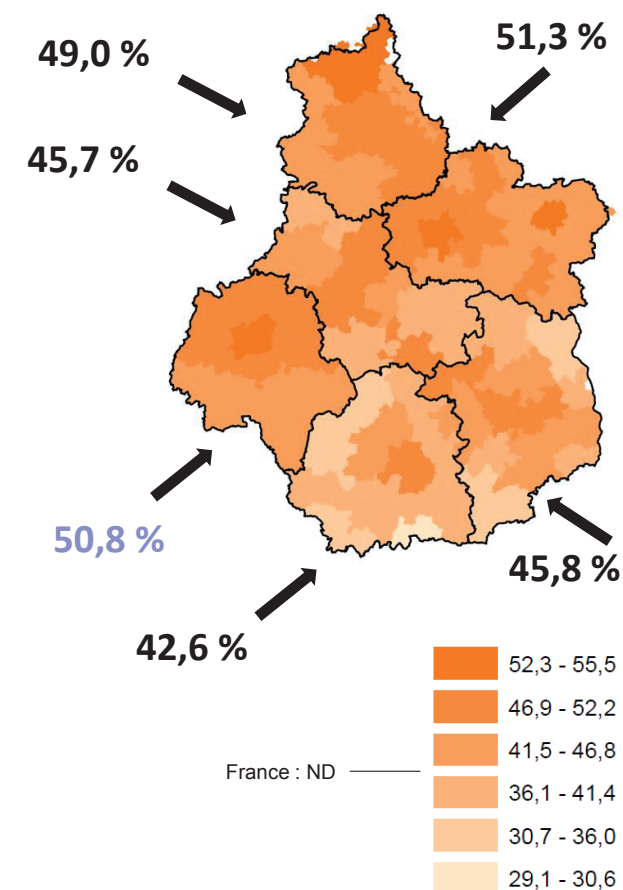 49,0 %
51,3 %
45,7 %
50,8 %
45,8 %
42,6 %
52,3 - 55,5
46,9 - 52,2
41,5 - 46,8
France : ND
36,1 - 41,4
30,7 - 36,0
29,1 - 30,6